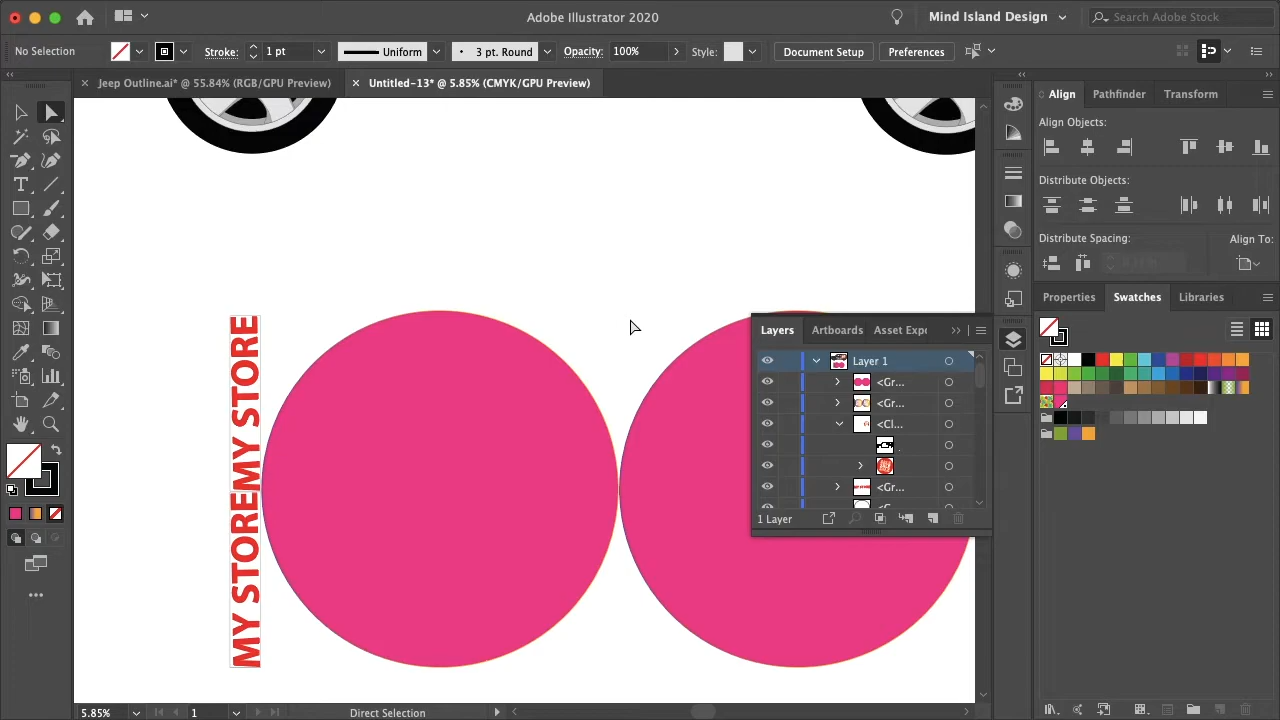 Adobe Illustrator 2020
Mind Island Design
Search Adobe Stock
No Selection
Stroke:
1 pt
Uniform
3 pt. Round
Opacity:
100%
Style:
Document Setup
Preferences
Jeep Outline.ai* @ 55.84% (RGB/GPU Preview)
Untitled-13* @ 5.85% (CMYK/GPU Preview)
Align
Pathfinder
Transform
Align Objects:
Distribute Objects:
Distribute Spacing:
Align To:
Properties
Swatches
Libraries
MY STOREMY STORE
Layers
Artboards
Asset Expo
Layer 1
<Gr...
<Gr...
<Cl...
<Gr...
1 Layer
5.85%
1
Direct Selection